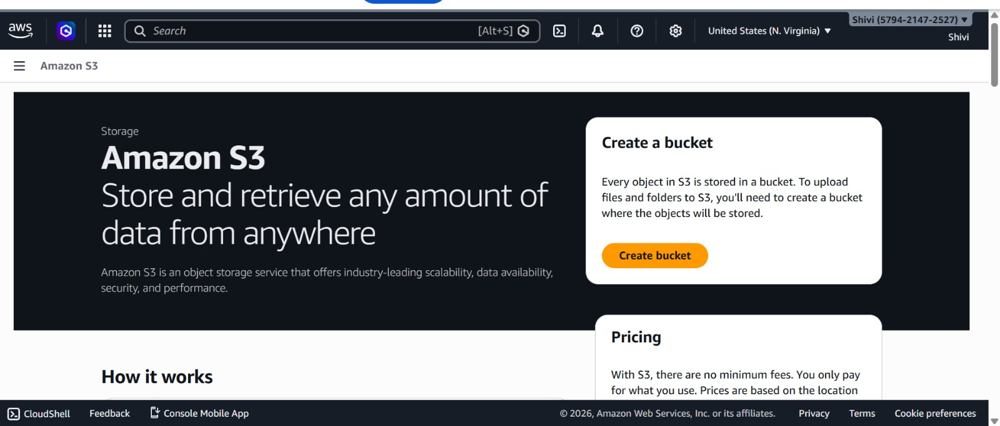 aws
Search
[Alt+S]
United States (N. Virginia) ▼
Shivi (5794-2147-2527) ▼
Shivi
Amazon S3
Storage
Amazon S3
Store and retrieve any amount of
data from anywhere
Amazon S3 is an object storage service that offers industry-leading scalability, data availability,
security, and performance.
Create a bucket
Every object in S3 is stored in a bucket. To upload
files and folders to S3, you'll need to create a bucket
where the objects will be stored.
Create bucket
Pricing
With S3, there are no minimum fees. You only pay
for what you use. Prices are based on the location
How it works
CloudShell
Feedback
Console Mobile App
© 2026, Amazon Web Services, Inc. or its affiliates.
Privacy
Terms
Cookie preferences